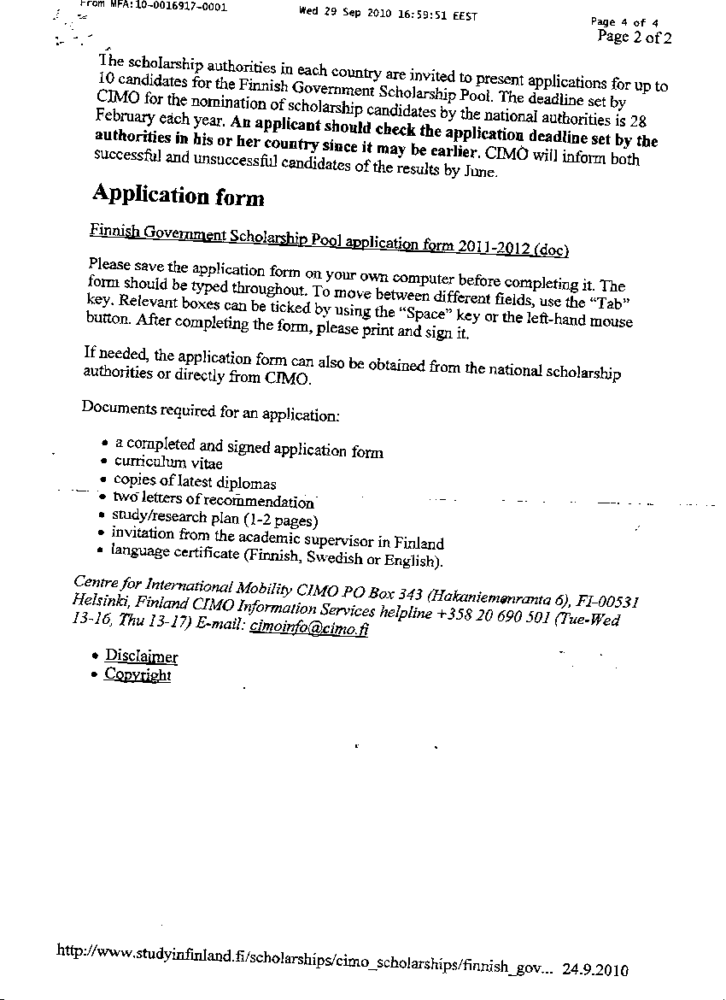 From MFA:10-0016917-0001 Wed 29 Sep 2010 16:59:51 EEST Page 4 of 4
Page 2 of 2
The scholarship authorities in each country are invited to present applications for up to
10 candidates for the Finnish Government Scholarship Pool. The deadline set by
CIMO for the nomination of scholarship candidates by the national authorities is 28
February each year. An applicant should check the application deadline set by the
authorities in his or her country since it may be earlier. CIMO will inform both
successful and unsuccessful candidates of the results by June.
Application form
Finnish Government Scholarship Pool application form 2011-2012 (doc)
Please save the application form on your own computer before completing it. The
form should be typed throughout. To move between different fields, use the “Tab”
key. Relevant boxes can be ticked by using the “Space” key or the left-hand mouse
button. After completing the form, please print and sign it.
If needed, the application form can also be obtained from the national scholarship
authorities or directly from CIMO.
Documents required for an application:
• a completed and signed application form
• curriculum vitae
• copies of latest diplomas
• two letters of recommendation
• study/research plan (1-2 pages)
• invitation from the academic supervisor in Finland
• language certificate (Finnish, Swedish or English).
Centre for International Mobility CIMO PO Box 343 (Hakaniemenranta 6), FI-00531
Helsinki, Finland CIMO Information Services helpline +358 20 690 501 (Tue-Wed
13-16, Thu 13-17) E-mail: cimoinfo@cimo.fi
• Disclaimer
• Copyright
http://www.studyinfinland.fi/scholarships/cimo_scholarships/finnish_gov... 24.9.2010